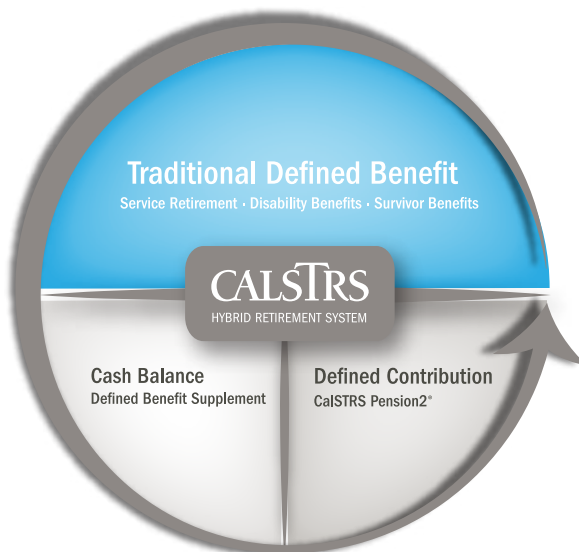 Traditional Defined Benefit
Service Retirement · Disability Benefits · Survivor Benefits
CALSTRS
HYBRID RETIREMENT SYSTEM
Cash Balance
Defined Benefit Supplement
Defined Contribution
CalSTRS Pension2®